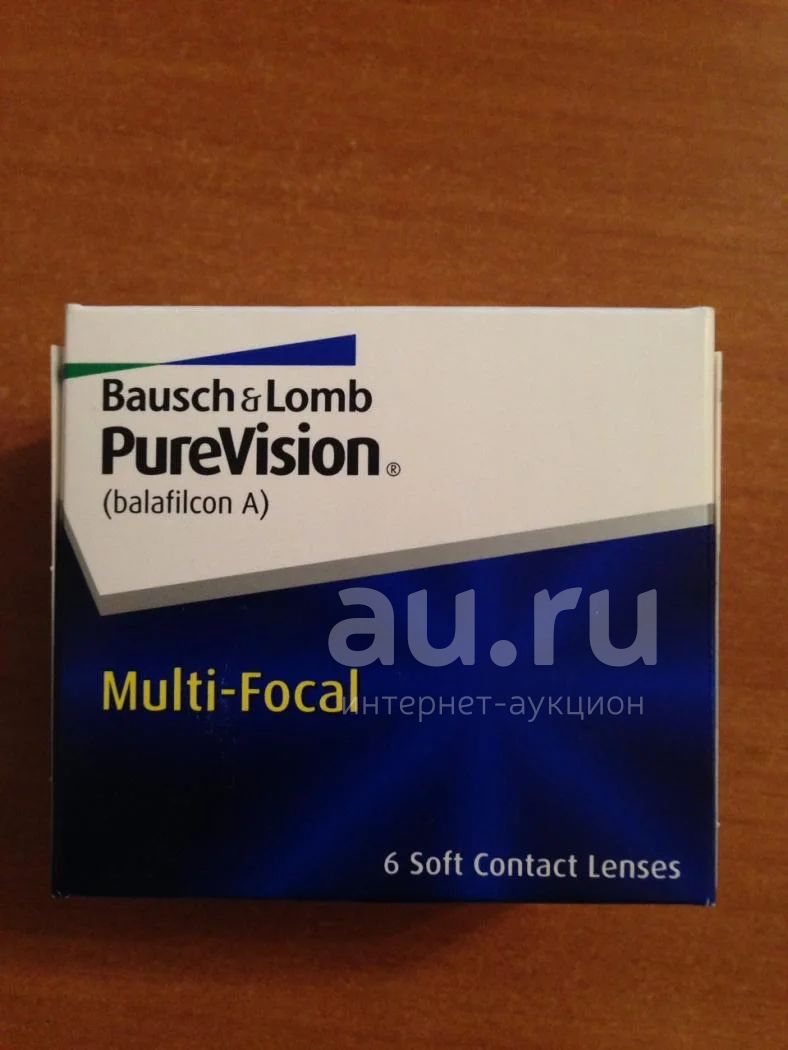 Bausch & Lomb
PureVision®
(balafilcon A)
au.ru
Multi-Focal
интернет-аукцион
6 Soft Contact Lenses